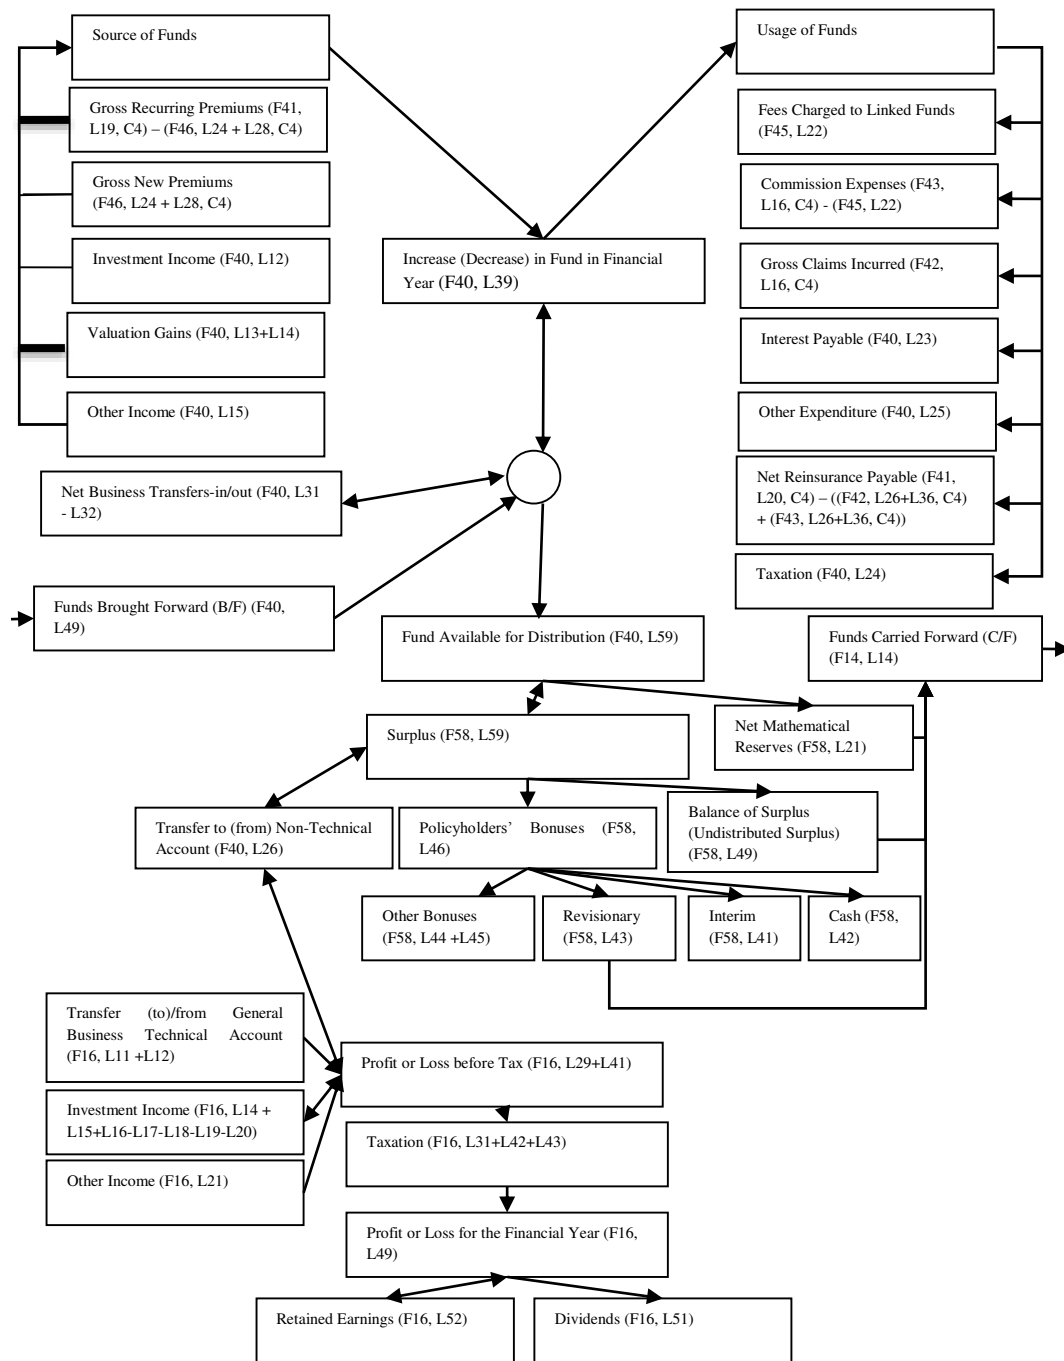 Source of Funds
Gross Recurring Premiums (F41,
L19, C4) – (F46, L24 + L28, C4)
Gross New Premiums
(F46, L24 + L28, C4)
Investment Income (F40, L12)
Valuation Gains (F40, L13+L14)
Other Income (F40, L15)
Net Business Transfers-in/out (F40, L31
- L32)
Funds Brought Forward (B/F) (F40,
L49)
Increase (Decrease) in Fund in Financial
Year (F40, L39)
Usage of Funds
Fees Charged to Linked Funds
(F45, L22)
Commission Expenses (F43,
L16, C4) - (F45, L22)
Gross Claims Incurred (F42,
L16, C4)
Interest Payable (F40, L23)
Other Expenditure (F40, L25)
Net Reinsurance Payable (F41,
L20, C4) – ((F42, L26+L36, C4)
+ (F43, L26+L36, C4))
Taxation (F40, L24)
Fund Available for Distribution (F40, L59)
Funds Carried Forward (C/F)
(F14, L14)
Surplus (F58, L59)
Net Mathematical
Reserves (F58, L21)
Transfer to (from) Non-Technical
Account (F40, L26)
Policyholders' Bonuses (F58,
L46)
Balance of Surplus
(Undistributed Surplus)
(F58, L49)
Other Bonuses
(F58, L44 +L45)
Revisionary
(F58, L43)
Interim
(F58, L41)
Cash (F58,
L42)
Transfer (to)/from General
Business Technical Account
(F16, L11 +L12)
Investment Income (F16, L14 +
L15+L16-L17-L18-L19-L20)
Other Income (F16, L21)
Profit or Loss before Tax (F16, L29+L41)
Taxation (F16, L31+L42+L43)
Profit or Loss for the Financial Year (F16,
L49)
Retained Earnings (F16, L52)
Dividends (F16, L51)